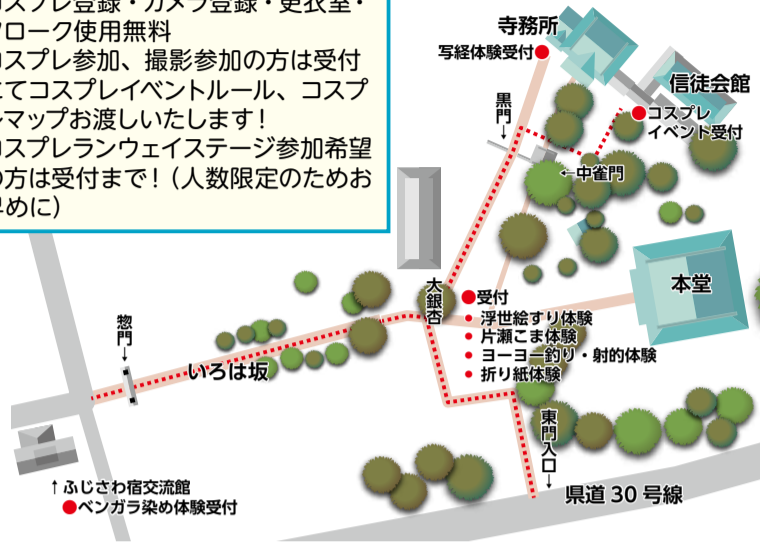 コスプレ登録・カメラ登録・更衣室・
クローク使用無料
コスプレ参加、撮影参加の方は受付
にてコスプレイベントルール、コスプ
レマップお渡しいたします!
コスプレランウェイステージ参加希望
の方は受付まで!(人数限定のためお
早めに)
寺務所
写経体験受付
信徒会館
黒門
↓
コスプレ
イベント受付
←中雀門
本堂
大銀杏
受付
浮世絵すり体験
片瀬こま体験
ヨーヨー釣り・射的体験
折り紙体験
惣門
↓
いろは坂
東門入口
↓
県道30号線
↑ふじさわ宿交流館
ベンガラ染め体験受付